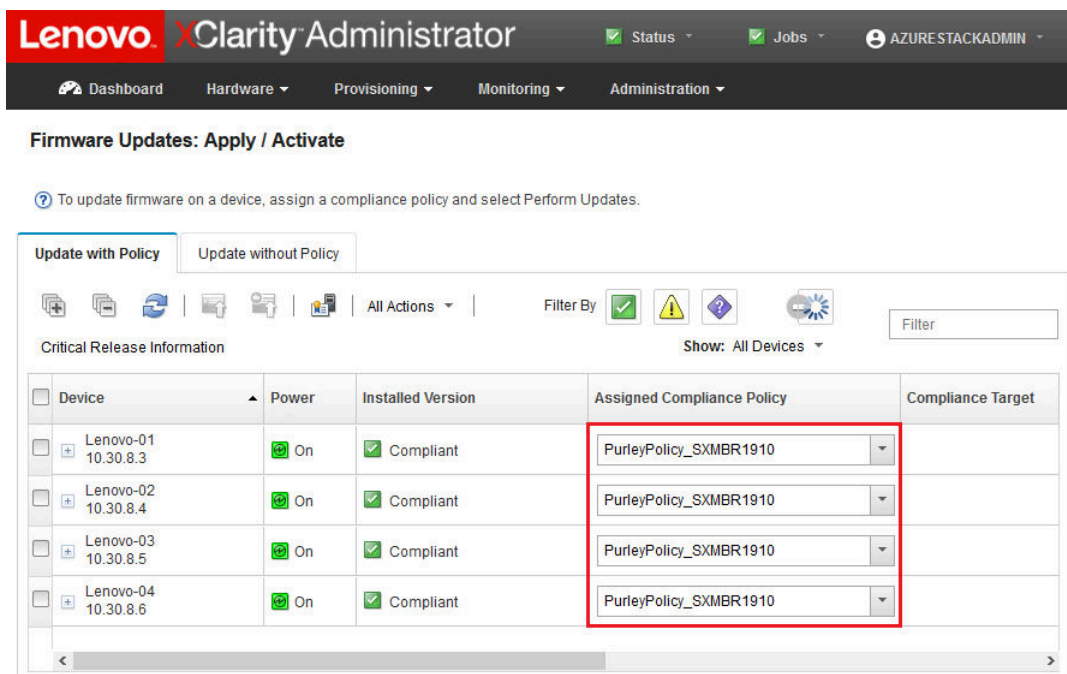 Lenovo. XClarity Administrator Status Jobs AZURESTACKADMIN
Dashboard Hardware Provisioning Monitoring Administration
Firmware Updates: Apply / Activate
? To update firmware on a device, assign a compliance policy and select Perform Updates.
Update with Policy Update without Policy
All Actions Filter By Filter
Critical Release Information Show: All Devices
Device Power Installed Version Assigned Compliance Policy Compliance Target
Lenovo-01
10.30.8.3 On Compliant PurleyPolicy_SXMBR1910
Lenovo-02
10.30.8.4 On Compliant PurleyPolicy_SXMBR1910
Lenovo-03
10.30.8.5 On Compliant PurleyPolicy_SXMBR1910
Lenovo-04
10.30.8.6 On Compliant PurleyPolicy_SXMBR1910